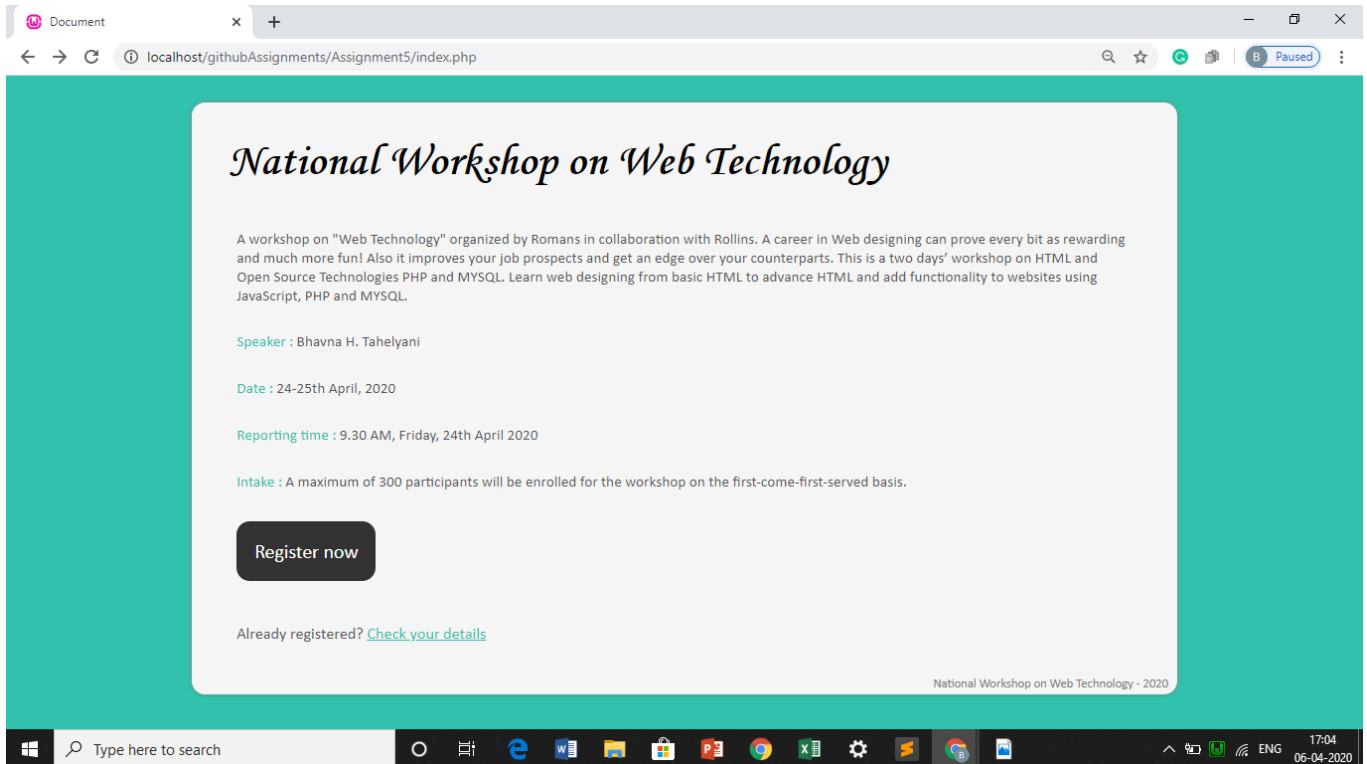 Document
localhost/githubAssignments/Assignment5/index.php
B Paused
National Workshop on Web Technology
A workshop on "Web Technology" organized by Romans in collaboration with Rollins. A career in Web designing can prove every bit as rewarding
and much more fun! Also it improves your job prospects and get an edge over your counterparts. This is a two days’ workshop on HTML and
Open Source Technologies PHP and MYSQL. Learn web designing from basic HTML to advance HTML and add functionality to websites using
JavaScript, PHP and MYSQL.
Speaker : Bhavna H. Tahelyani
Date : 24-25th April, 2020
Reporting time : 9.30 AM, Friday, 24th April 2020
Intake : A maximum of 300 participants will be enrolled for the workshop on the first-come-first-served basis.
Register now
Already registered? Check your details
National Workshop on Web Technology - 2020
Type here to search
ENG
17:04
06-04-2020